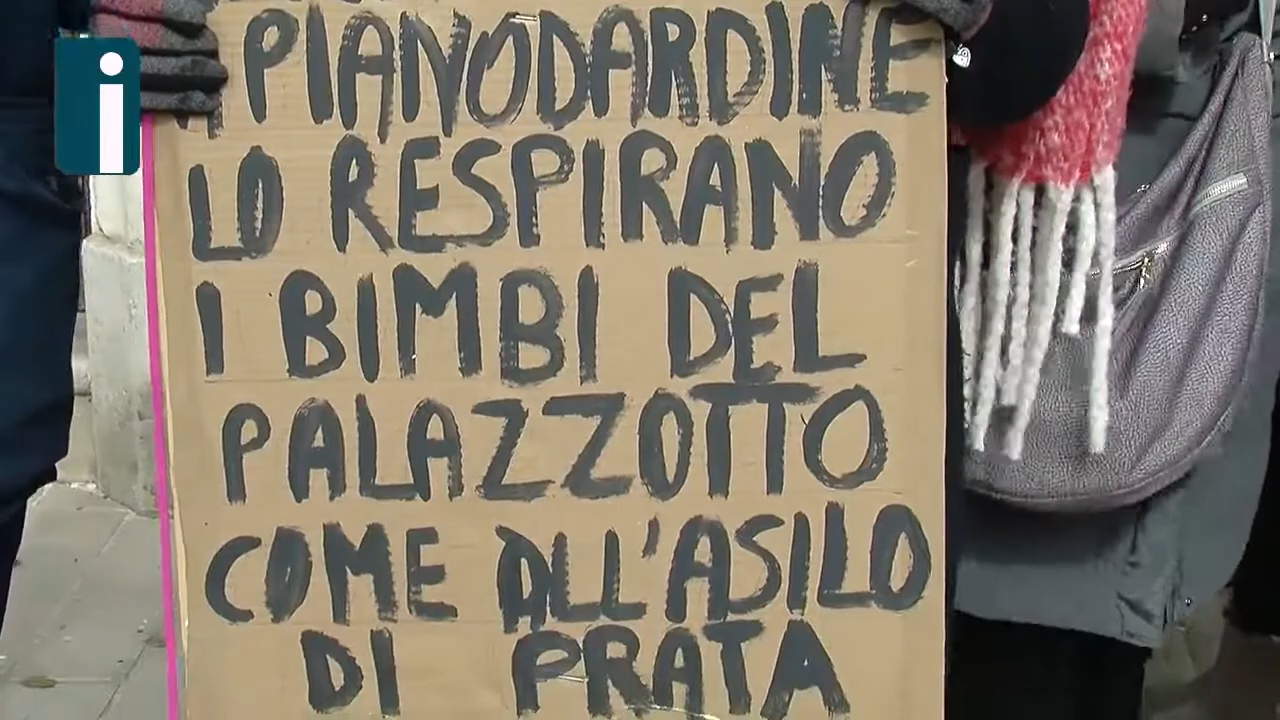 i
PIANODARDINE
LO RESPIRANO
I BIMBI DEL
PALAZZOTTO
COME ALL'ASILO
DI PRATA